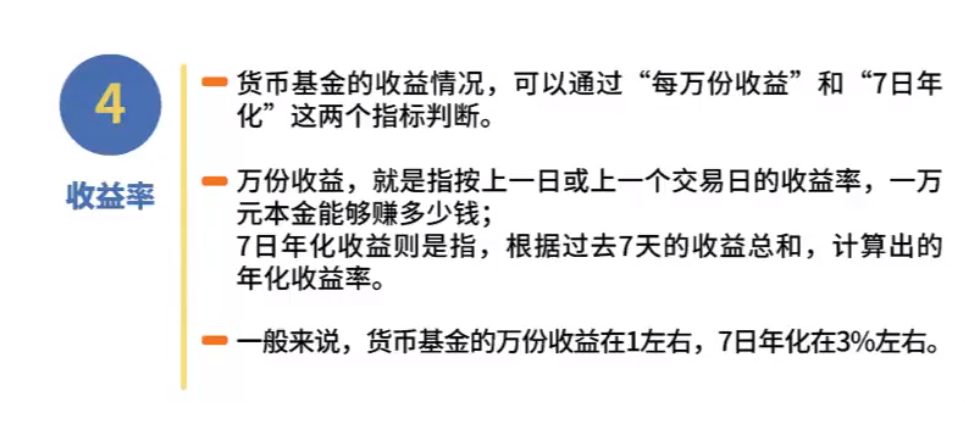 4
收益率
货币基金的收益情况，可以通过“每万份收益”和“7日年
化”这两个指标判断。
万份收益，就是指按上一日或上一个交易日的收益率，一万
元本金能够赚多少钱；
7日年化收益则是指，根据过去7天的收益总和，计算出的
年化收益率。
一般来说，货币基金的万份收益在1左右，7日年化在3%左右。